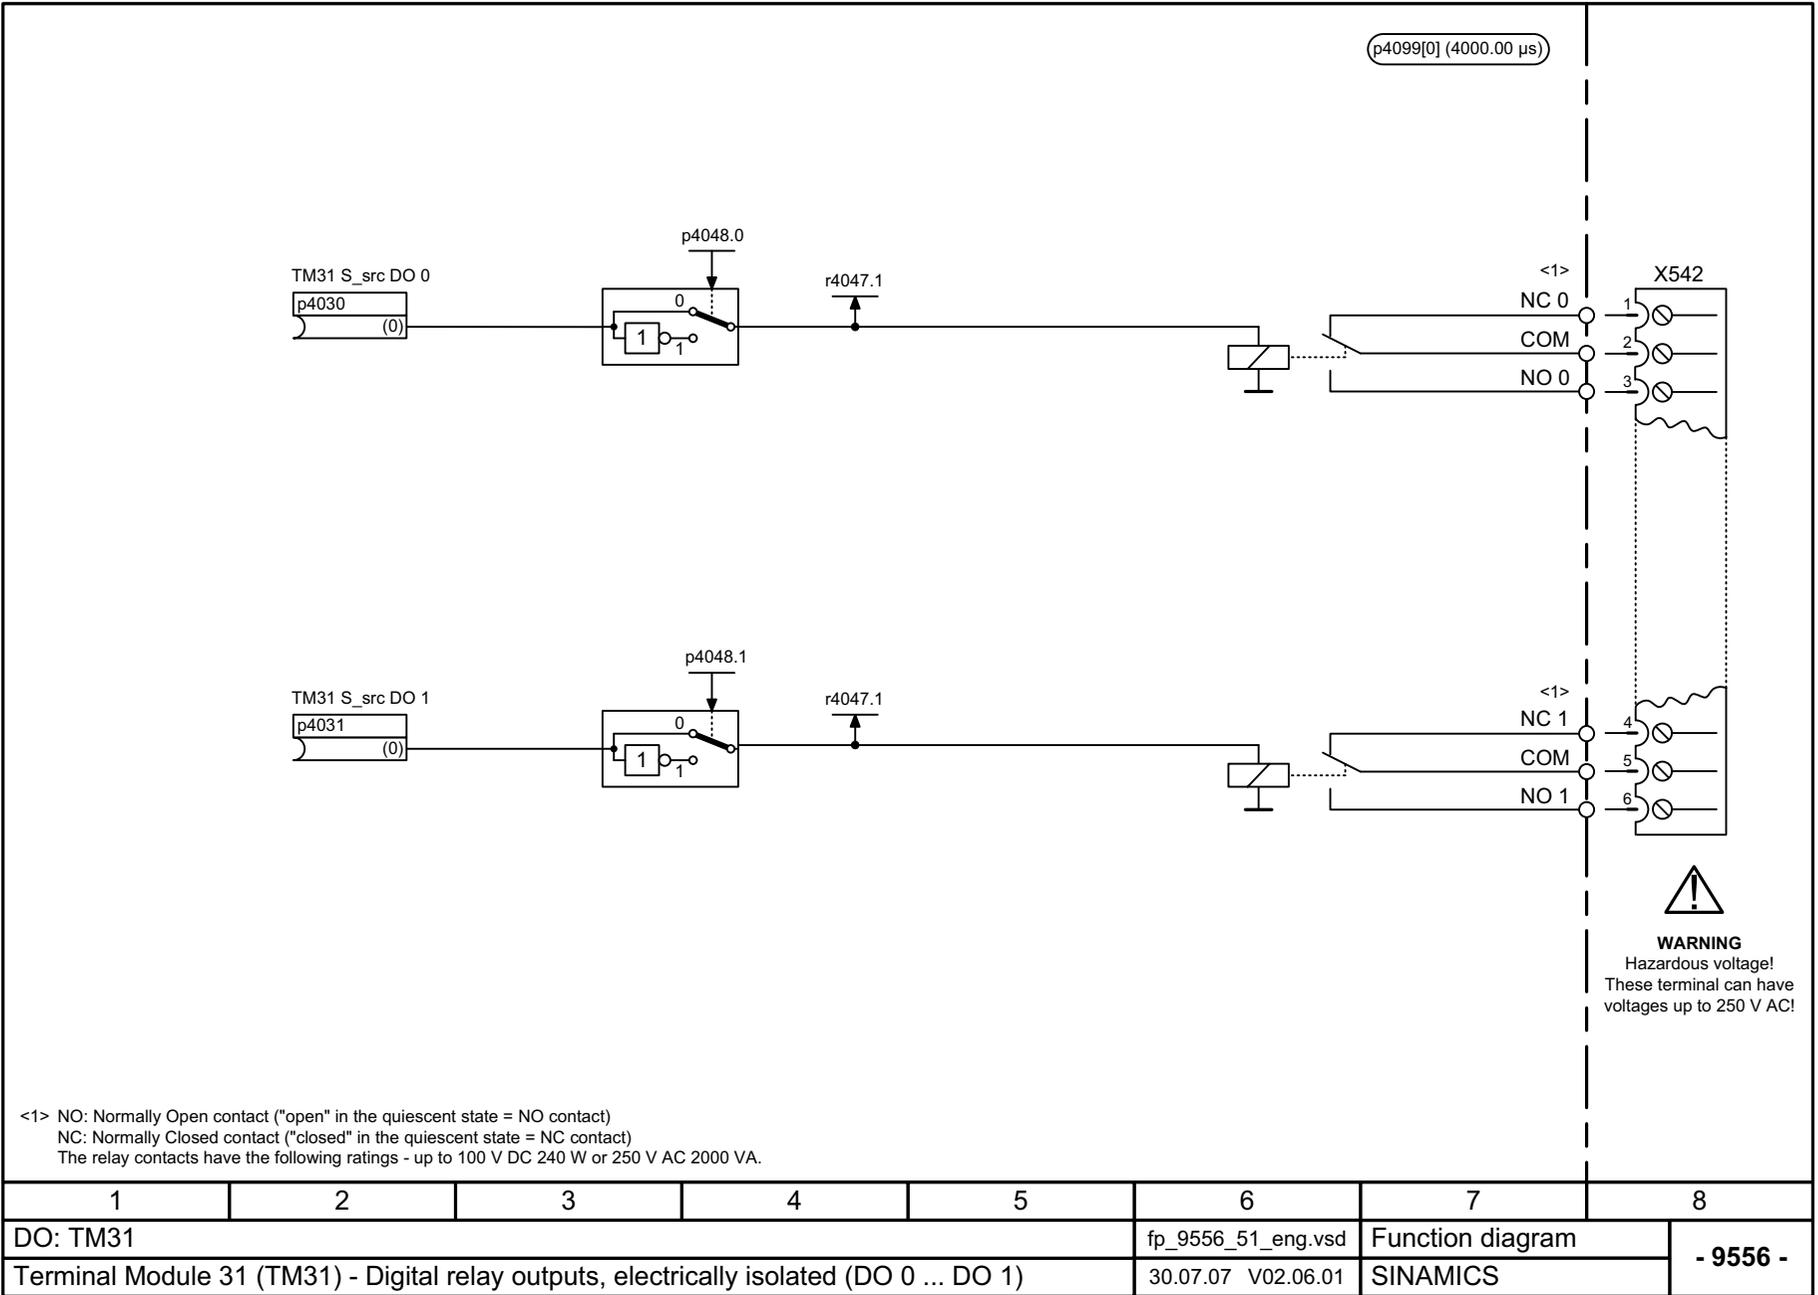 p4099[0] (4000.00 µs)
p4048.0
TM31 S_src DO 0
p4030
(0)
0
1
1
r4047.1
<1>
X542
NC 0
1
COM
2
NO 0
3
p4048.1
TM31 S_src DO 1
p4031
(0)
0
1
1
r4047.1
<1>
NC 1
4
COM
5
NO 1
6
WARNING
Hazardous voltage!
These terminal can have
voltages up to 250 V AC!
<1> NO: Normally Open contact ("open" in the quiescent state = NO contact)
NC: Normally Closed contact ("closed" in the quiescent state = NC contact)
The relay contacts have the following ratings - up to 100 V DC 240 W or 250 V AC 2000 VA.
1 2 3 4 5 6 7 8
DO: TM31
fp_9556_51_eng.vsd
Function diagram
- 9556 -
Terminal Module 31 (TM31) - Digital relay outputs, electrically isolated (DO 0 ... DO 1)
30.07.07 V02.06.01
SINAMICS